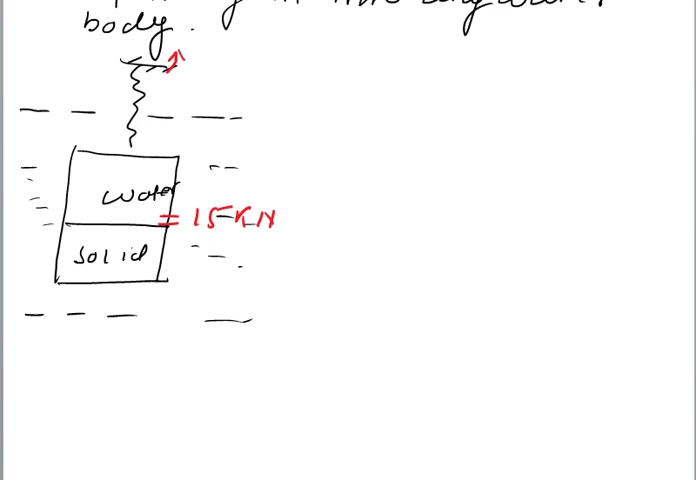 body.
water
= 15 KN
solid